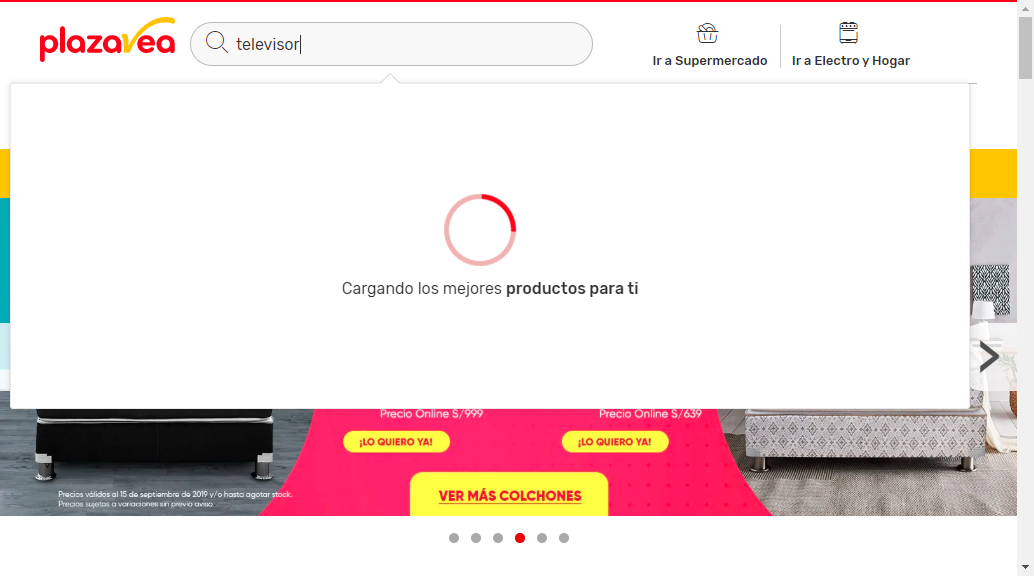 plazavea
televisor
Ir a Supermercado
Ir a Electro y Hogar
Cargando los mejores productos para ti
Precio Online S/999
Precio Online S/639
¡LO QUIERO YA!
¡LO QUIERO YA!
VER MÁS COLCHONES
Precios válidos al 15 de septiembre de 2019 y/o hasta agotar stock.
Precios sujetos a variaciones sin previo aviso.